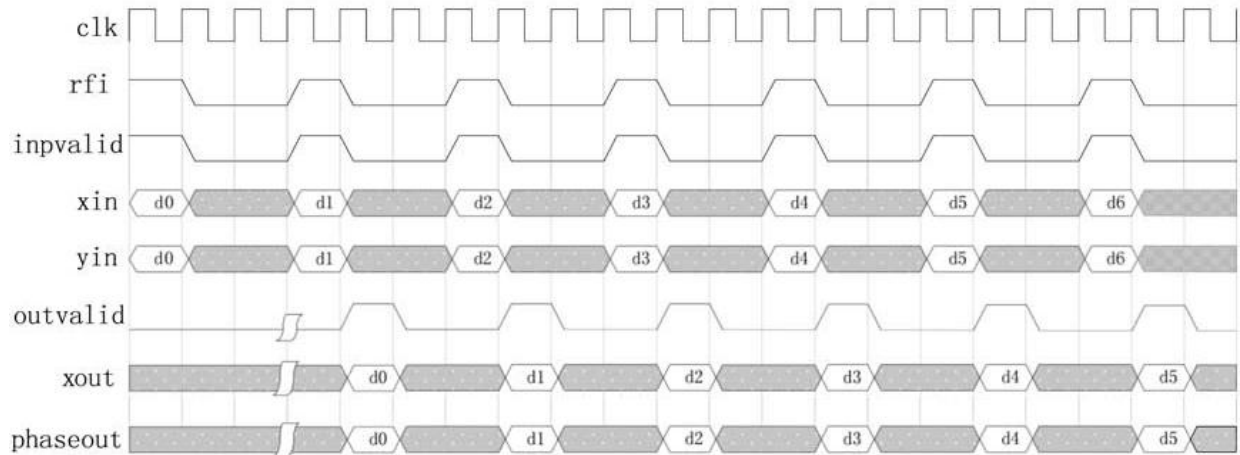 clk
rfi
inpvalid
xin d0 d1 d2 d3 d4 d5 d6
yin d0 d1 d2 d3 d4 d5 d6
outvalid
xout d0 d1 d2 d3 d4 d5
phaseout d0 d1 d2 d3 d4 d5